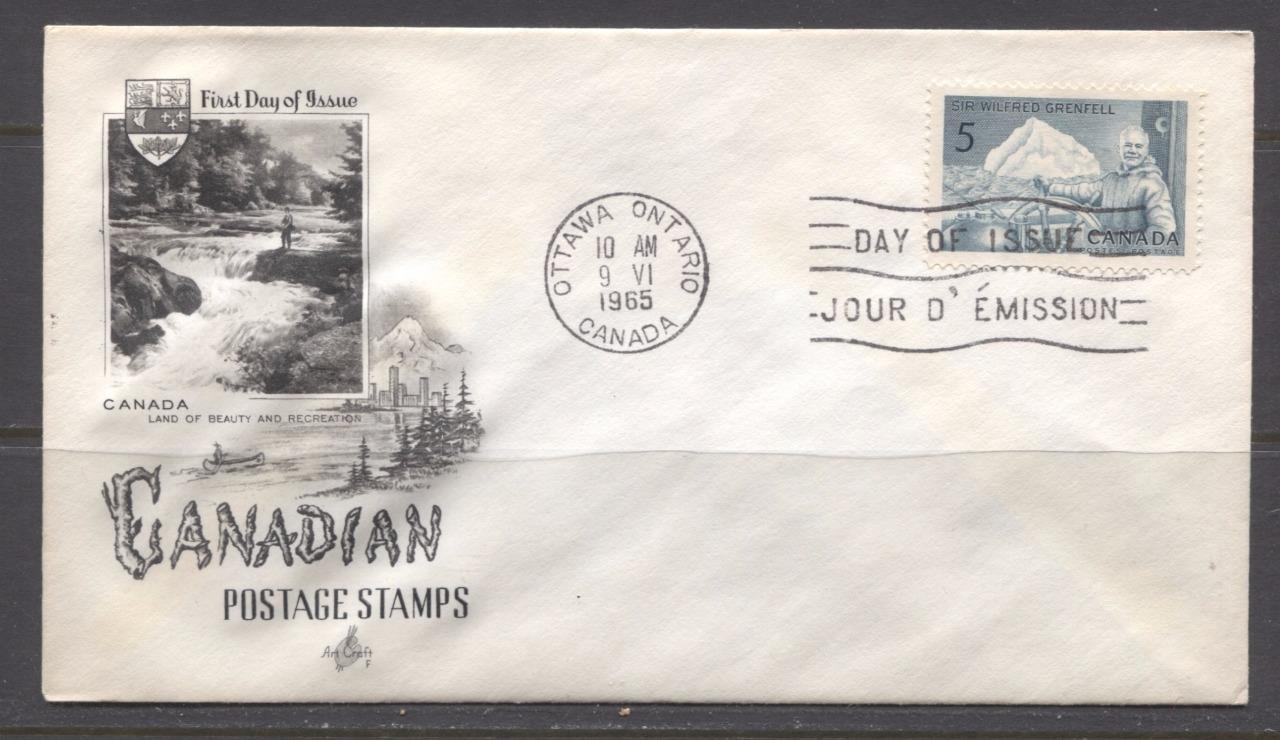 First Day of Issue
CANADA
LAND OF BEAUTY AND RECREATION
CANADIAN
POSTAGE STAMPS
Art Craft
F
OTTAWA ONTARIO
10 AM
9 VI
1965
CANADA
SIR WILFRED GRENFELL
5
CANADA
POSTES POSTAGE
DAY OF ISSUE
JOUR D' ÉMISSION